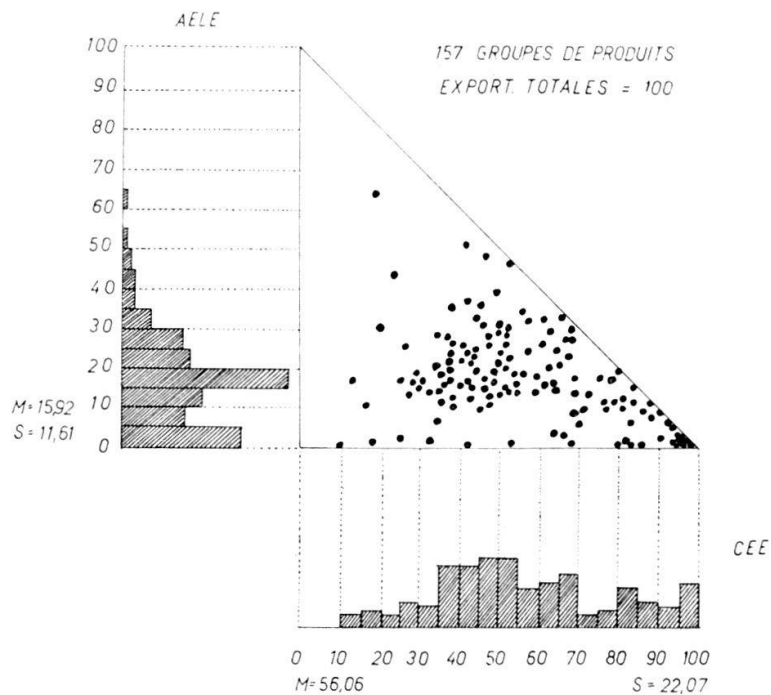 AELE
157 GROUPES DE PRODUITS
EXPORT. TOTALES = 100
100
90
80
70
60
50
40
30
20
10
0
M=15,92
S=11,61
CEE
0 10 20 30 40 50 60 70 80 90 100
M=56,06
S=22,07